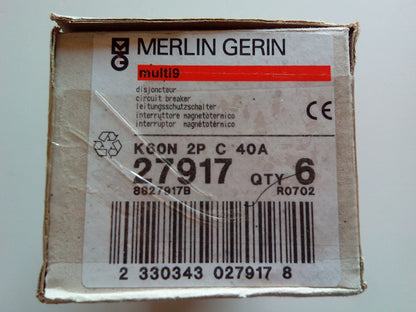 MERLIN GERIN
multi9
disjoncteur
circuit breaker
leitungsschutzschalter
interruttore magnetotermico
interruptor magnetotérmico
CE
K60N 2P C 40A
27917 QTY 6
8827917B R0702
2 330343 027917 8